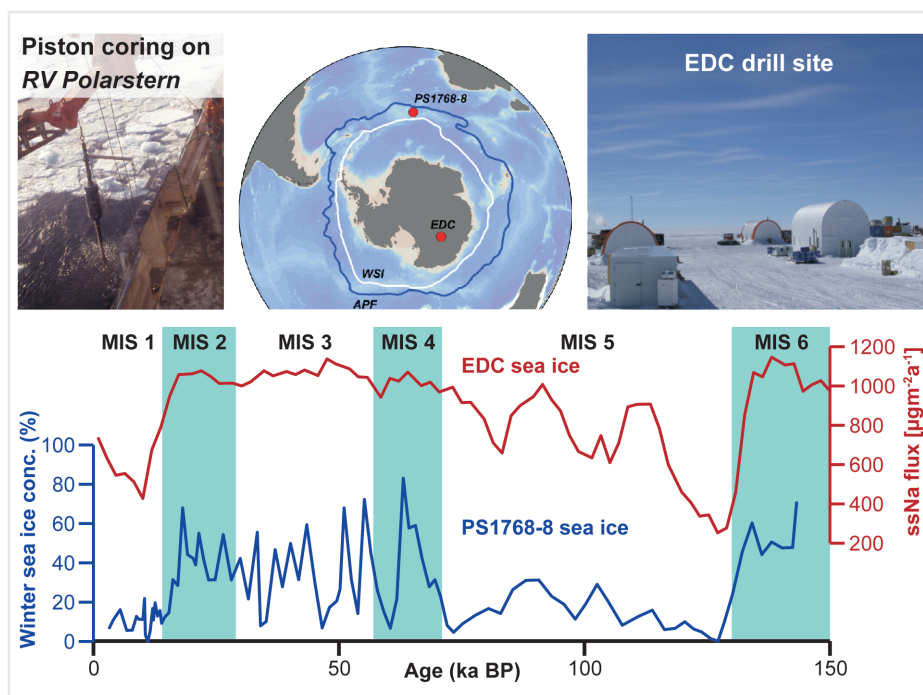 Piston coring on
RV Polarstern
PS1768-8
EDC
WSI
APF
EDC drill site
MIS 1 MIS 2 MIS 3 MIS 4 MIS 5 MIS 6
EDC sea ice
PS1768-8 sea ice
Winter sea ice conc. (%)
100
80
60
40
20
0
1200
1000
800
600
400
200
ssNa flux [µgm⁻²a⁻¹]
0 50 100 150
Age (ka BP)